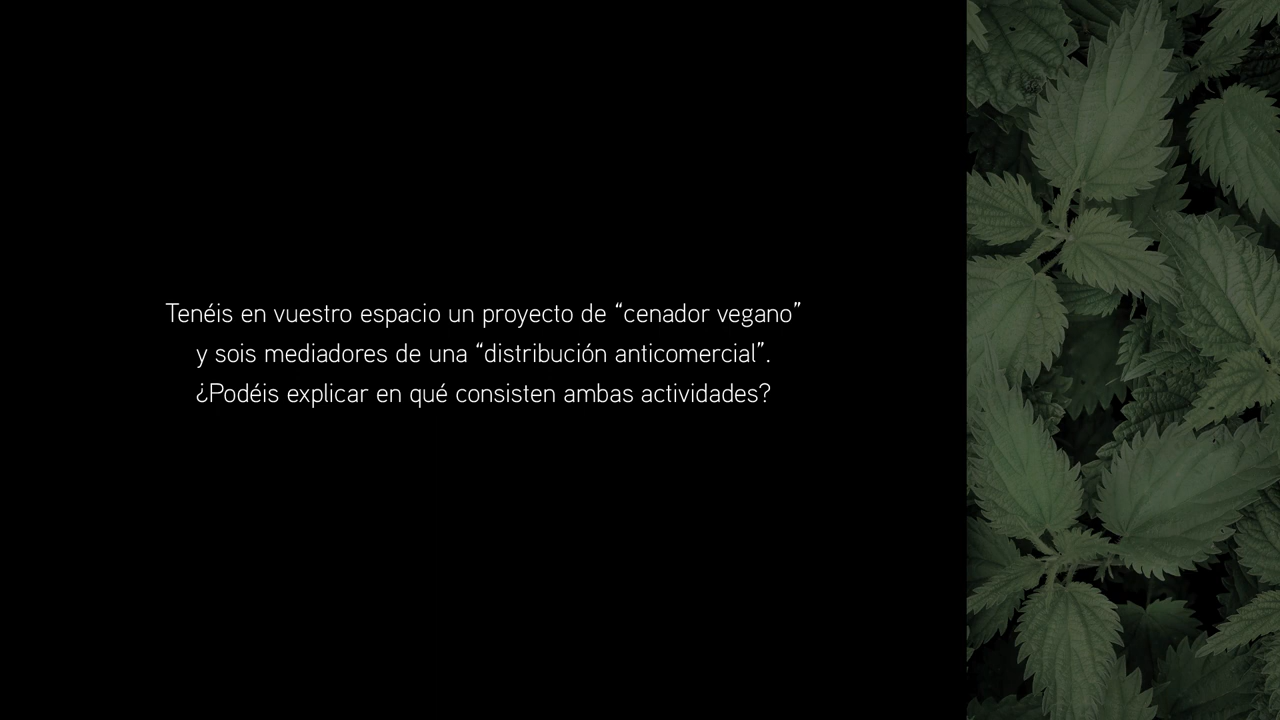 Tenéis en vuestro espacio un proyecto de “cenador vegano”
y sois mediadores de una “distribución anticomercial”.
¿Podéis explicar en qué consisten ambas actividades?